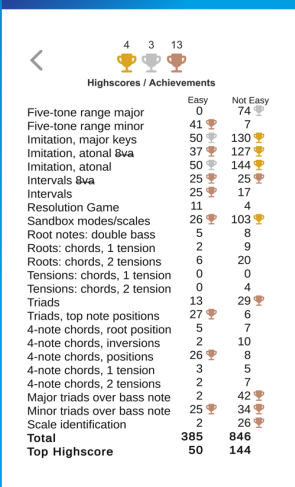 4 3 13
Highscores / Achievements
Easy Not Easy
Five-tone range major 0 74
Five-tone range minor 41 7
Imitation, major keys 50 130
Imitation, atonal 8va 37 127
Imitation, atonal 50 144
Intervals 8va 25 25
Intervals 25 17
Resolution Game 11 4
Sandbox modes/scales 26 103
Root notes: double bass 5 8
Roots: chords, 1 tension 2 9
Roots: chords, 2 tensions 6 20
Tensions: chords, 1 tension 0 0
Tensions: chords, 2 tension 0 4
Triads 13 29
Triads, top note positions 27 6
4-note chords, root position 5 7
4-note chords, inversions 2 10
4-note chords, positions 26 8
4-note chords, 1 tension 3 5
4-note chords, 2 tensions 2 7
Major triads over bass note 2 42
Minor triads over bass note 25 34
Scale identification 2 26
Total 385 846
Top Highscore 50 144